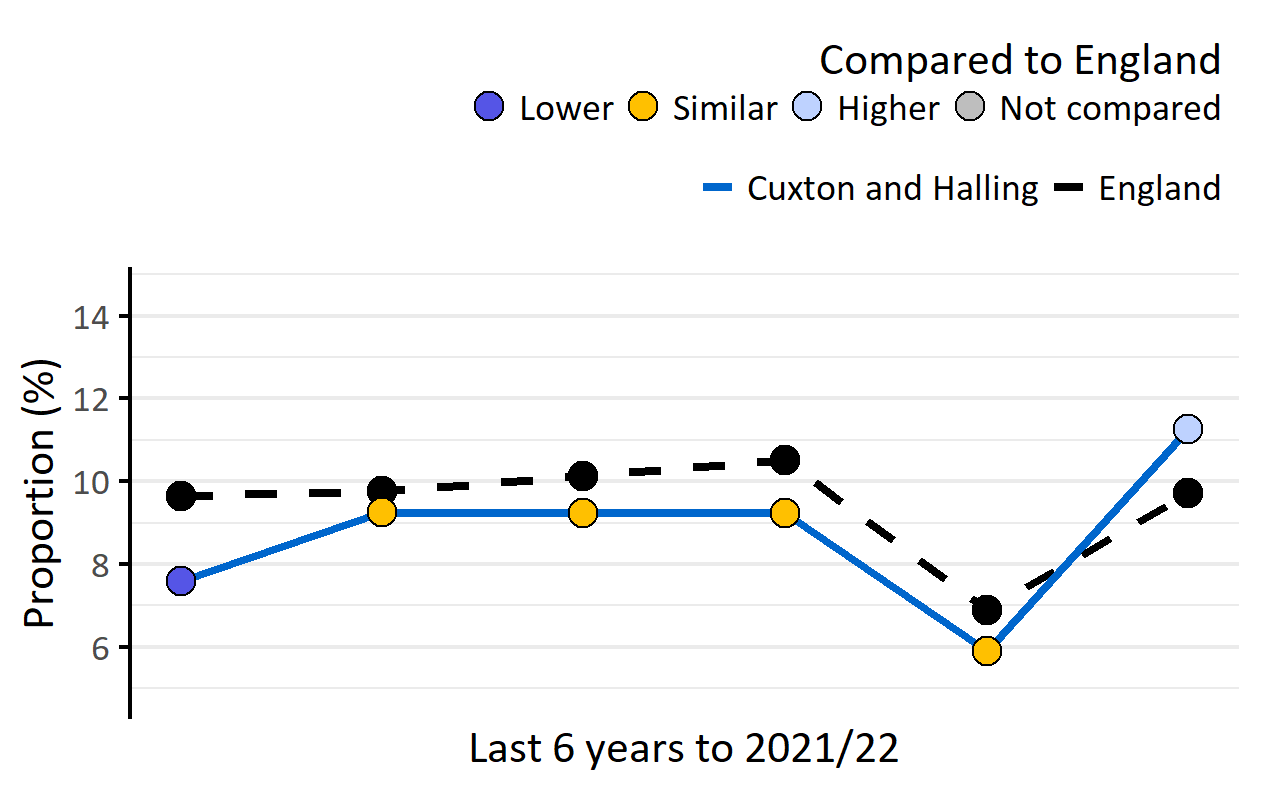 Compared to England
Lower Similar Higher Not compared
Cuxton and Halling England
14
12
10
8
6
Proportion (%)
Last 6 years to 2021/22